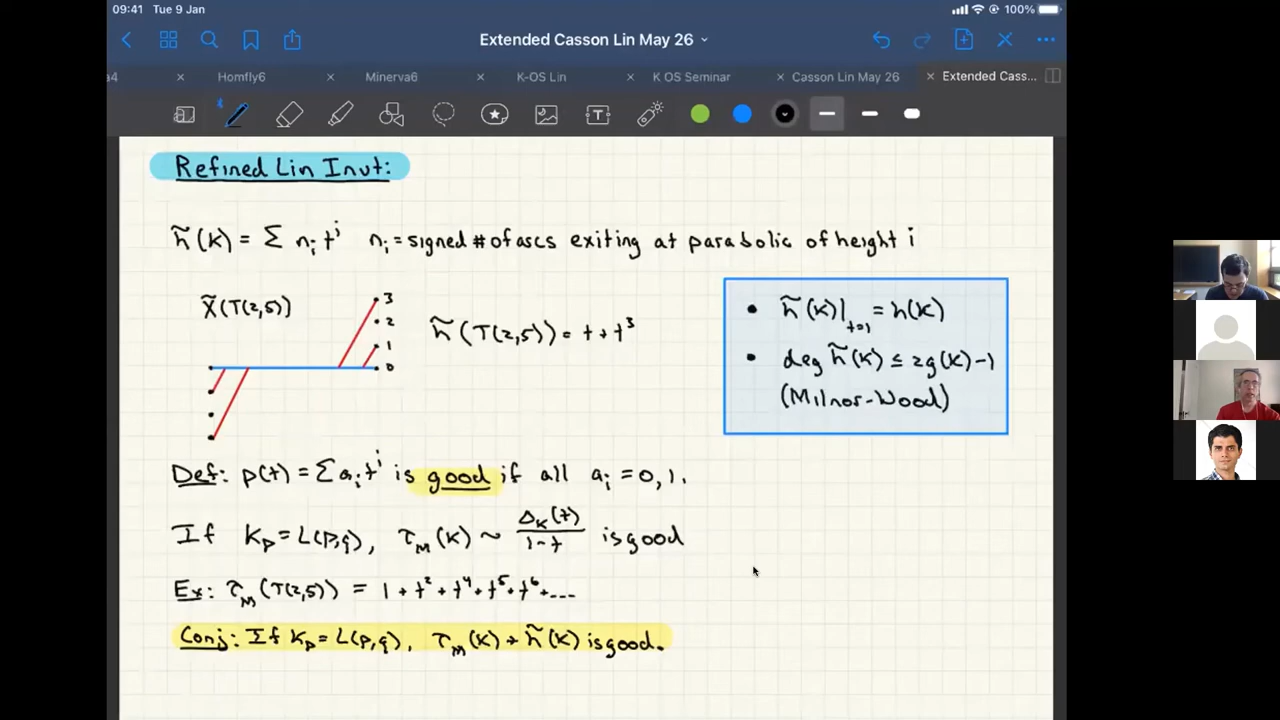 09:41 Tue 9 Jan
100%
Extended Casson Lin May 26
a4
Homfly6
Minerva6
K-OS Lin
K OS Seminar
Casson Lin May 26
Extended Cass...
Refined Lin Invt:
h̃(K) = Σ nᵢ tⁱ nᵢ = signed # of arcs exiting at parabolic of height i
X̃(T(2,5))
3
2
1
0
h̃(T(2,5)) = t + t³
• h̃(K)|ₜ₌₁ = h(K)
• deg h̃(K) ≤ 2g(K)-1
(Milnor-Wood)
Def: p(t) = Σ aᵢ tⁱ is good if all aᵢ = 0, 1.
If Kₚ = L(p,q), τ_M(K) ~ Δ_K(t)/(1-t) is good
Ex: τ_M(T(2,5)) = 1 + t² + t⁴ + t⁵ + t⁶ + ...
Conj: If Kₚ = L(p,q), τ_M(K) + h̃(K) is good.